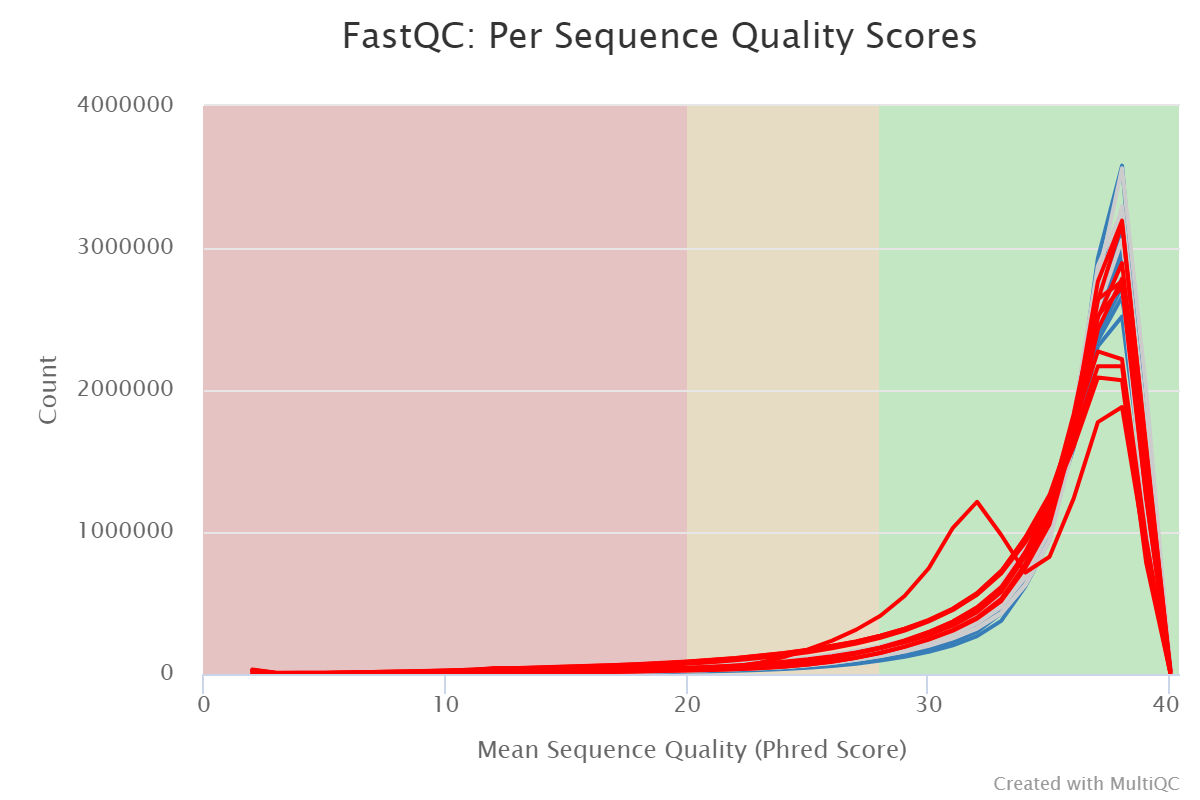 FastQC: Per Sequence Quality Scores
4000000
3000000
2000000
1000000
0
Count
0 10 20 30 40
Mean Sequence Quality (Phred Score)
Created with MultiQC